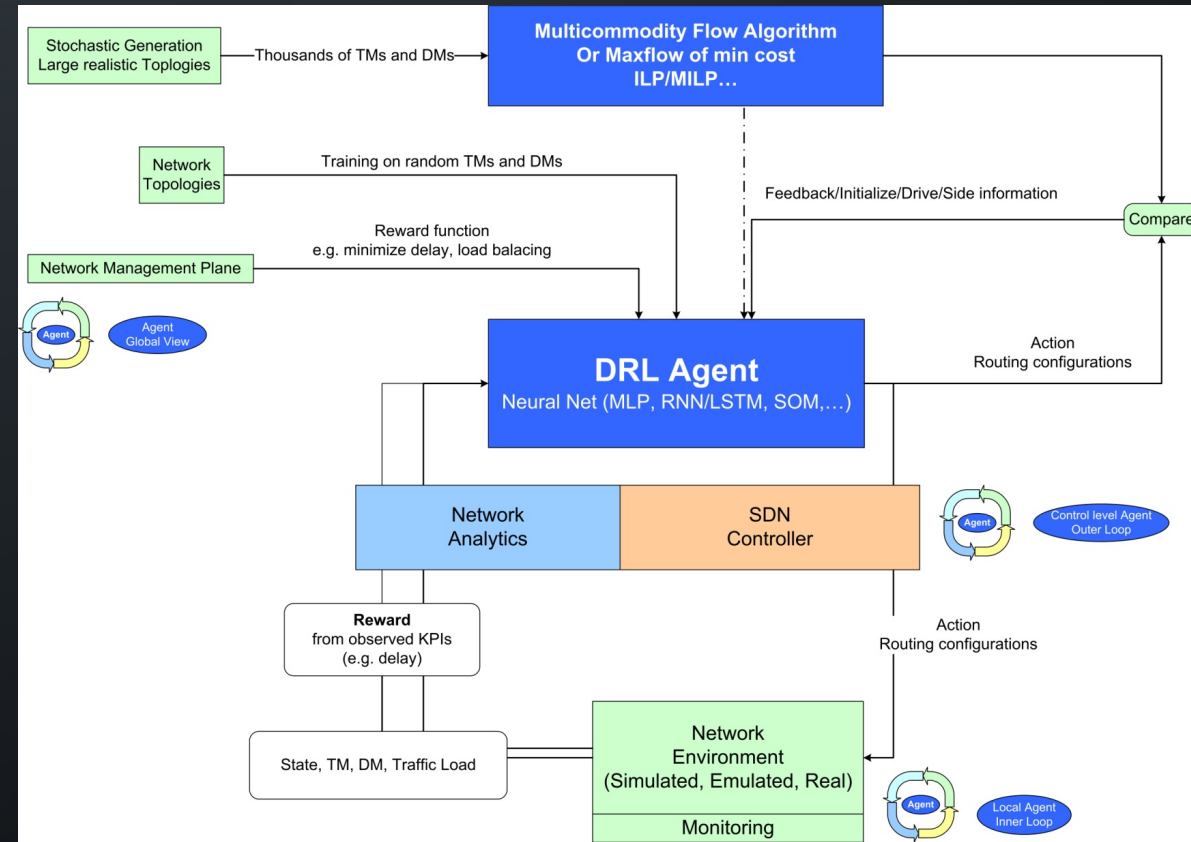 Stochastic Generation
Large realistic Toplogies
Thousands of TMs and DMs
Multicommodity Flow Algorithm
Or Maxflow of min cost
ILP/MILP…
Network
Topologies
Training on random TMs and DMs
Feedback/Initialize/Drive/Side information
Compare
Reward function
e.g. minimize delay, load balacing
Network Management Plane
Agent
Agent
Global View
DRL Agent
Neural Net (MLP, RNN/LSTM, SOM,…)
Action
Routing configurations
Network
Analytics
SDN
Controller
Agent
Control level Agent
Outer Loop
Reward
from observed KPIs
(e.g. delay)
Action
Routing configurations
State, TM, DM, Traffic Load
Network
Environment
(Simulated, Emulated, Real)
Monitoring
Agent
Local Agent
Inner Loop